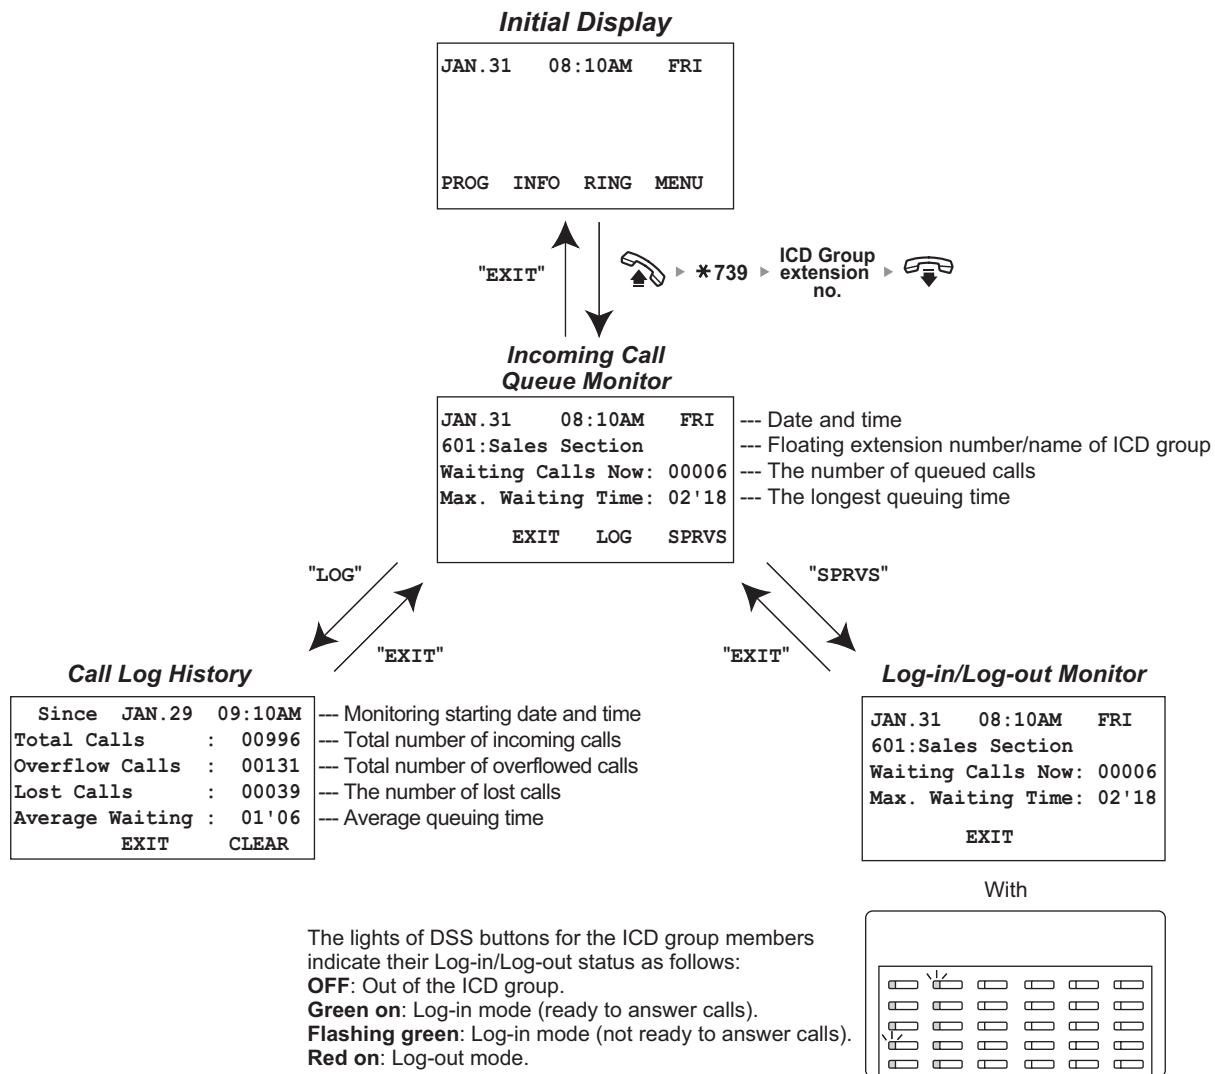 Initial Display
JAN.31 08:10AM FRI
PROG INFO RING MENU
"EXIT"
*739
ICD Group
extension
no.
Incoming Call
Queue Monitor
JAN.31 08:10AM FRI --- Date and time
601:Sales Section --- Floating extension number/name of ICD group
Waiting Calls Now: 00006 --- The number of queued calls
Max. Waiting Time: 02'18 --- The longest queuing time
EXIT LOG SPRVS
"LOG"
"EXIT"
"SPRVS"
"EXIT"
Call Log History
Since JAN.29 09:10AM --- Monitoring starting date and time
Total Calls : 00996 --- Total number of incoming calls
Overflow Calls : 00131 --- Total number of overflowed calls
Lost Calls : 00039 --- The number of lost calls
Average Waiting : 01'06 --- Average queuing time
EXIT CLEAR
Log-in/Log-out Monitor
JAN.31 08:10AM FRI
601:Sales Section
Waiting Calls Now: 00006
Max. Waiting Time: 02'18
EXIT
With
The lights of DSS buttons for the ICD group members
indicate their Log-in/Log-out status as follows:
OFF: Out of the ICD group.
Green on: Log-in mode (ready to answer calls).
Flashing green: Log-in mode (not ready to answer calls).
Red on: Log-out mode.